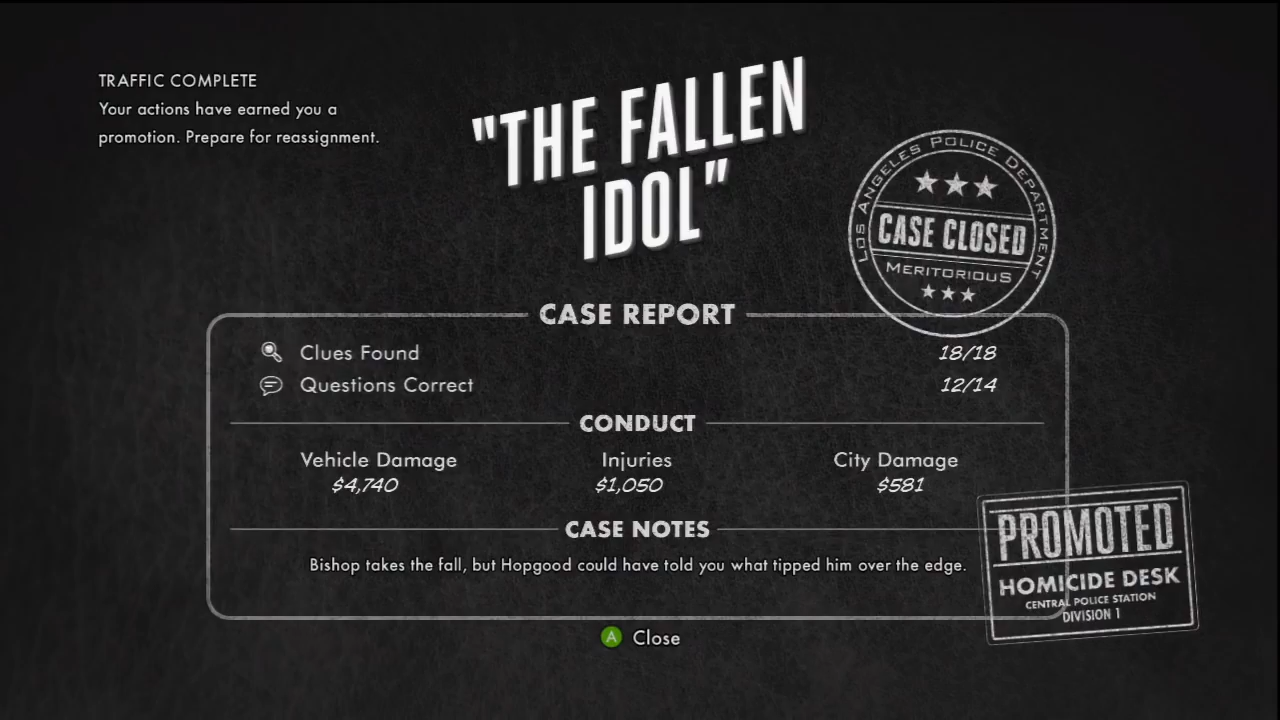 TRAFFIC COMPLETE
Your actions have earned you a
promotion. Prepare for reassignment.
"THE FALLEN
IDOL"
LOS ANGELES POLICE DEPARTMENT
CASE CLOSED
MERITORIOUS
CASE REPORT
Clues Found 18/18
Questions Correct 12/14
CONDUCT
Vehicle Damage Injuries City Damage
$4,740 $1,050 $581
CASE NOTES
Bishop takes the fall, but Hopgood could have told you what tipped him over the edge.
PROMOTED
HOMICIDE DESK
CENTRAL POLICE STATION
DIVISION 1
A Close